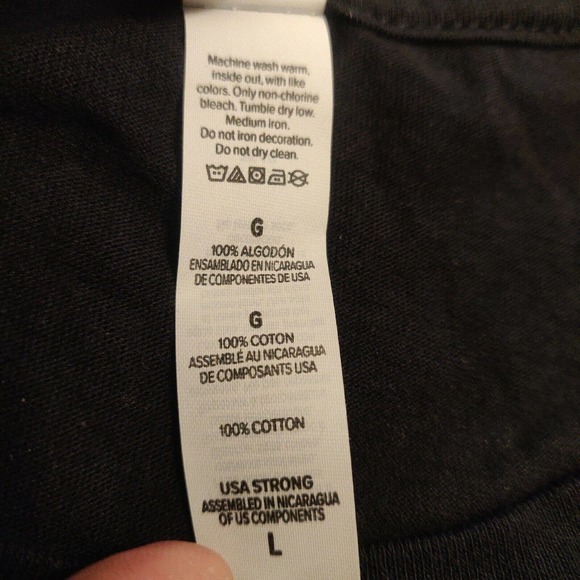 Machine wash warm,
inside out, with like
colors. Only non-chlorine
bleach. Tumble dry low.
Medium iron.
Do not iron decoration.
Do not dry clean.
G
100% ALGODÓN
ENSAMBLADO EN NICARAGUA
DE COMPONENTES DE USA
G
100% COTON
ASSEMBLÉ AU NICARAGUA
DE COMPOSANTS USA
100% COTTON
USA STRONG
ASSEMBLED IN NICARAGUA
OF US COMPONENTS
L